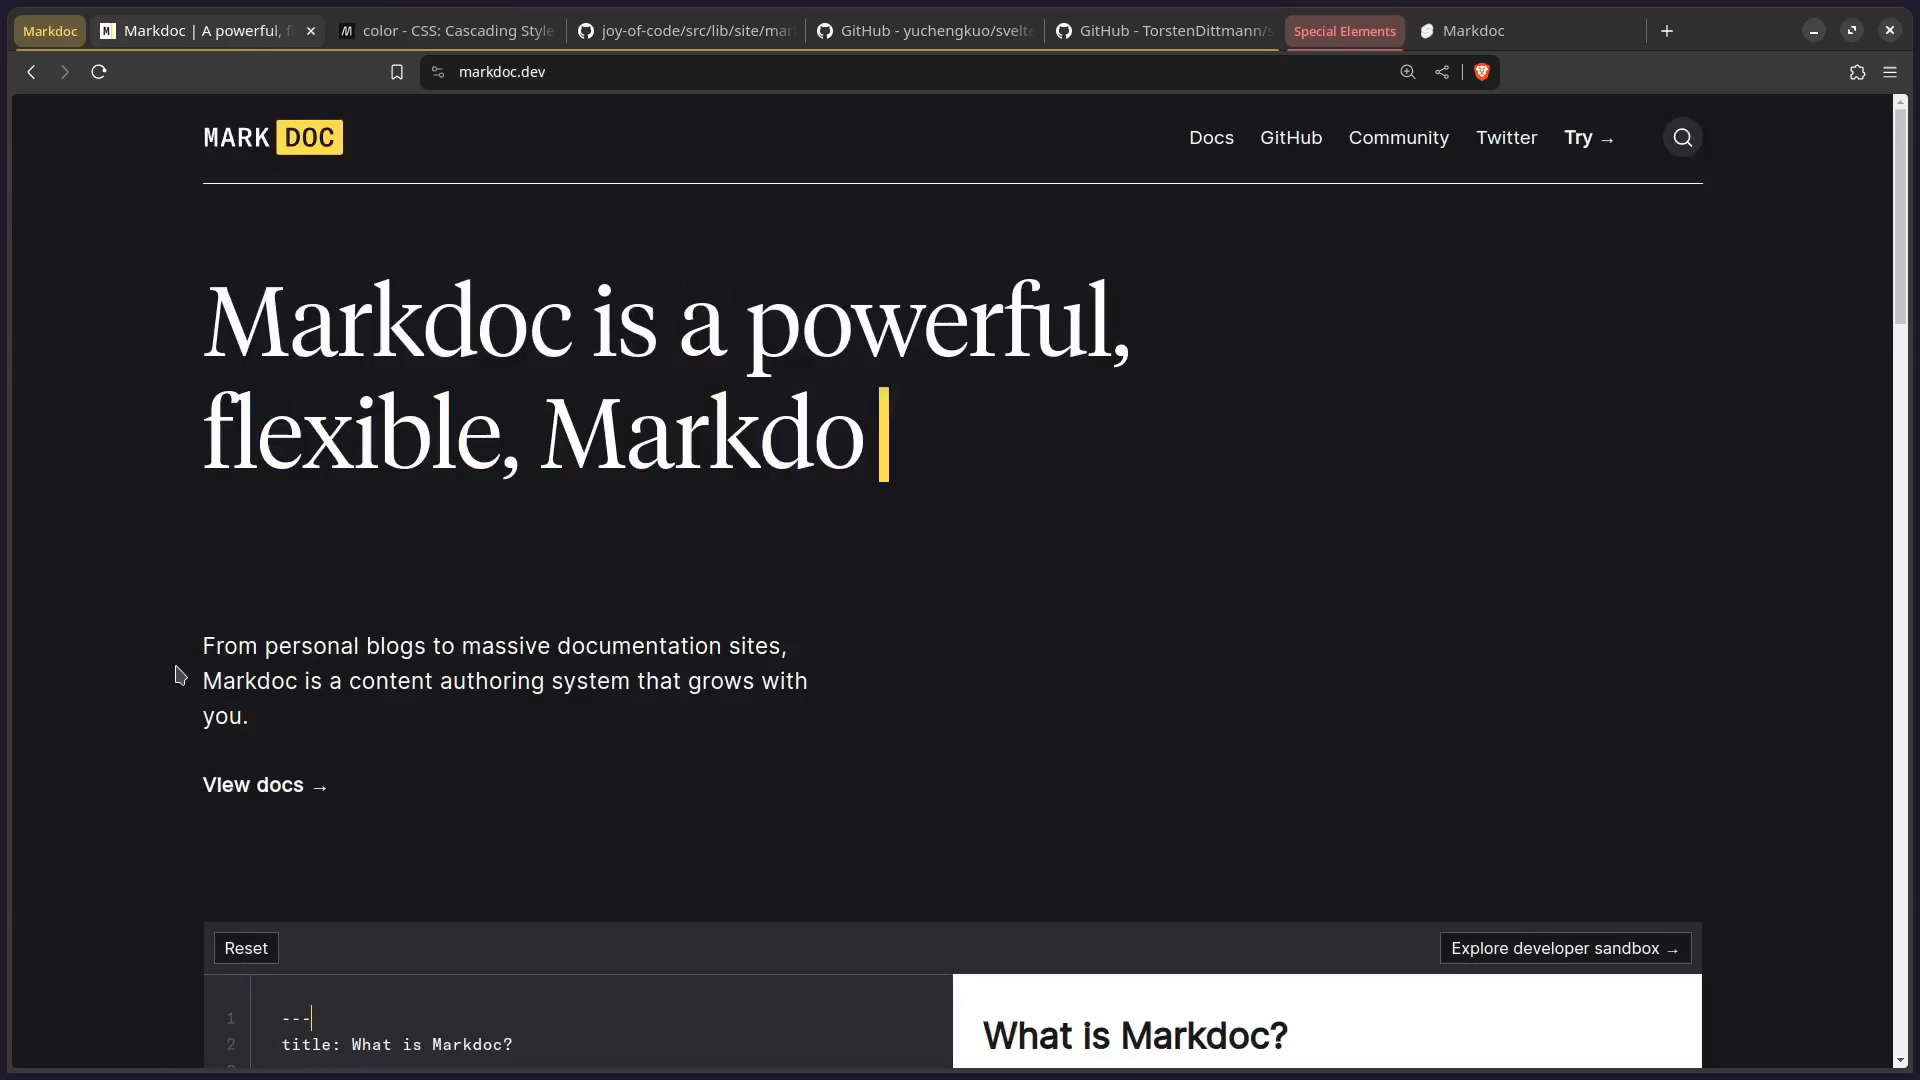 Markdoc
Markdoc | A powerful, f
color - CSS: Cascading Style
joy-of-code/src/lib/site/mar
GitHub - yuchengkuo/svelte
GitHub - TorstenDittmann/s
Special Elements
Markdoc
markdoc.dev
MARK DOC
Docs
GitHub
Community
Twitter
Try →
Markdoc is a powerful,
flexible, Markdo
From personal blogs to massive documentation sites,
Markdoc is a content authoring system that grows with
you.
View docs →
Reset
Explore developer sandbox →
1 ---
2 title: What is Markdoc?
What is Markdoc?